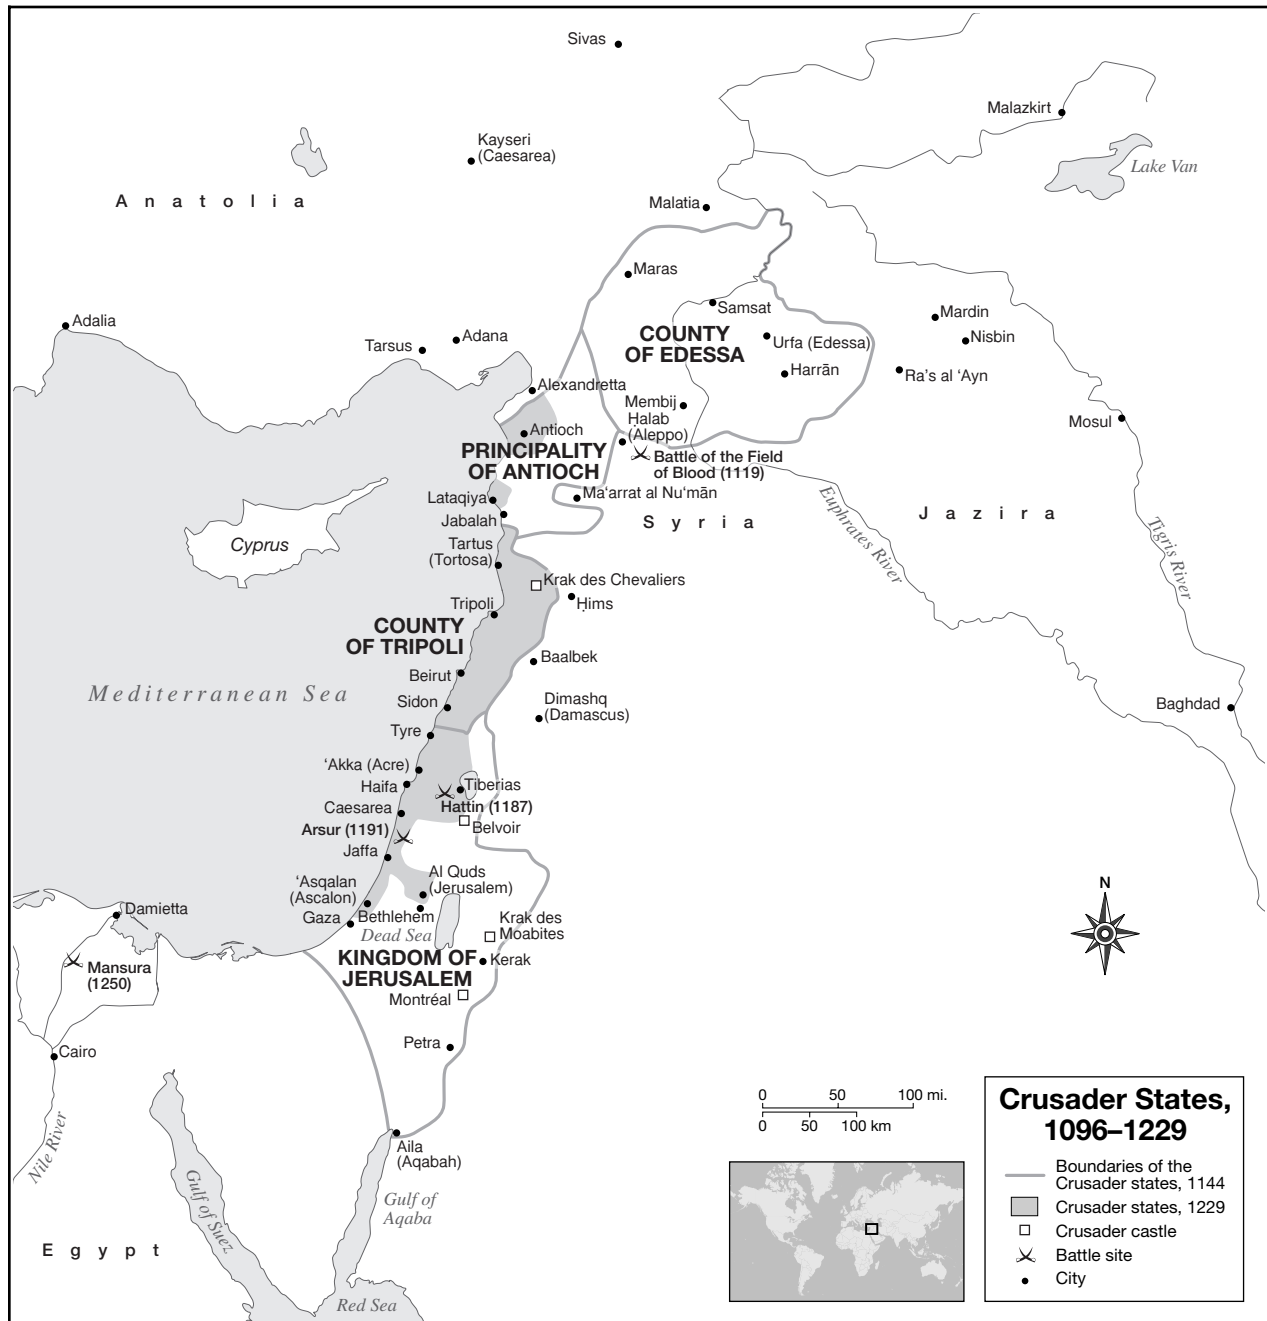 Sivas
Malazkirt
Kayseri
(Caesarea)
Lake Van
Anatolia
Malatia
Maras
Samsat
Mardin
Adalia
COUNTY
OF EDESSA
Urfa (Edessa)
Nisbin
Adana
Tarsus
Harrān
Ra's al ‘Ayn
Alexandretta
Membij
Ḥalab
(Aleppo)
Mosul
Antioch
PRINCIPALITY
OF ANTIOCH
Battle of the Field
of Blood (1119)
Lataqiya
Ma‘arrat al Nu‘mān
Jabalah
Syria
Jazira
Euphrates River
Tigris River
Cyprus
Tartus
(Tortosa)
Krak des Chevaliers
Ḥims
Tripoli
COUNTY
OF TRIPOLI
Baalbek
Beirut
Mediterranean Sea
Sidon
Dimashq
(Damascus)
Baghdad
Tyre
‘Akka (Acre)
Haifa
Tiberias
Caesarea
Hattin (1187)
Arsur (1191)
Belvoir
Jaffa
‘Asqalan
(Ascalon)
Al Quds
(Jerusalem)
Gaza
Bethlehem
Damietta
Dead Sea
Krak des
Moabites
N
KINGDOM OF
JERUSALEM
Kerak
Mansura
(1250)
Montréal
Petra
Cairo
Nile River
Aila
(Aqabah)
Gulf of Suez
Gulf of
Aqaba
Egypt
Red Sea
0 50 100 mi.
0 50 100 km
Crusader States,
1096–1229
Boundaries of the
Crusader states, 1144
Crusader states, 1229
Crusader castle
Battle site
City